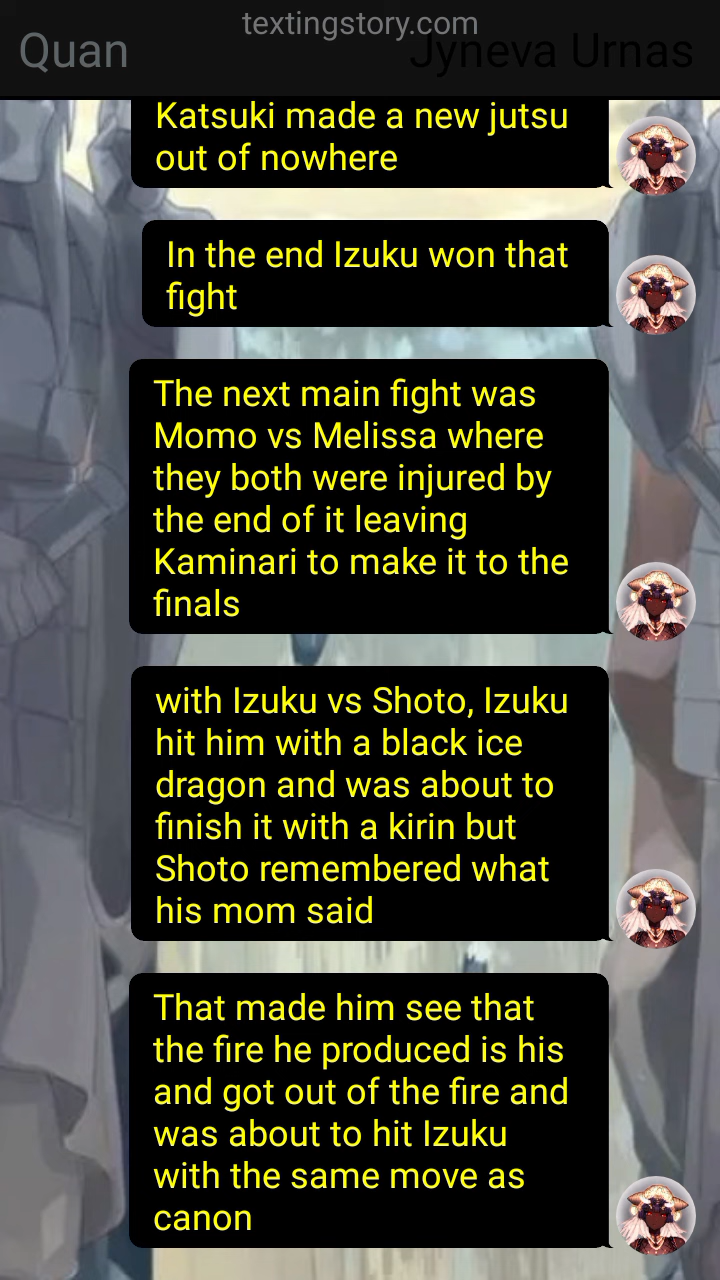 textingstory.com
Quan
Jyneva Urnas
Katsuki made a new jutsu
out of nowhere
In the end Izuku won that
fight
The next main fight was
Momo vs Melissa where
they both were injured by
the end of it leaving
Kaminari to make it to the
finals
with Izuku vs Shoto, Izuku
hit him with a black ice
dragon and was about to
finish it with a kirin but
Shoto remembered what
his mom said
That made him see that
the fire he produced is his
and got out of the fire and
was about to hit Izuku
with the same move as
canon